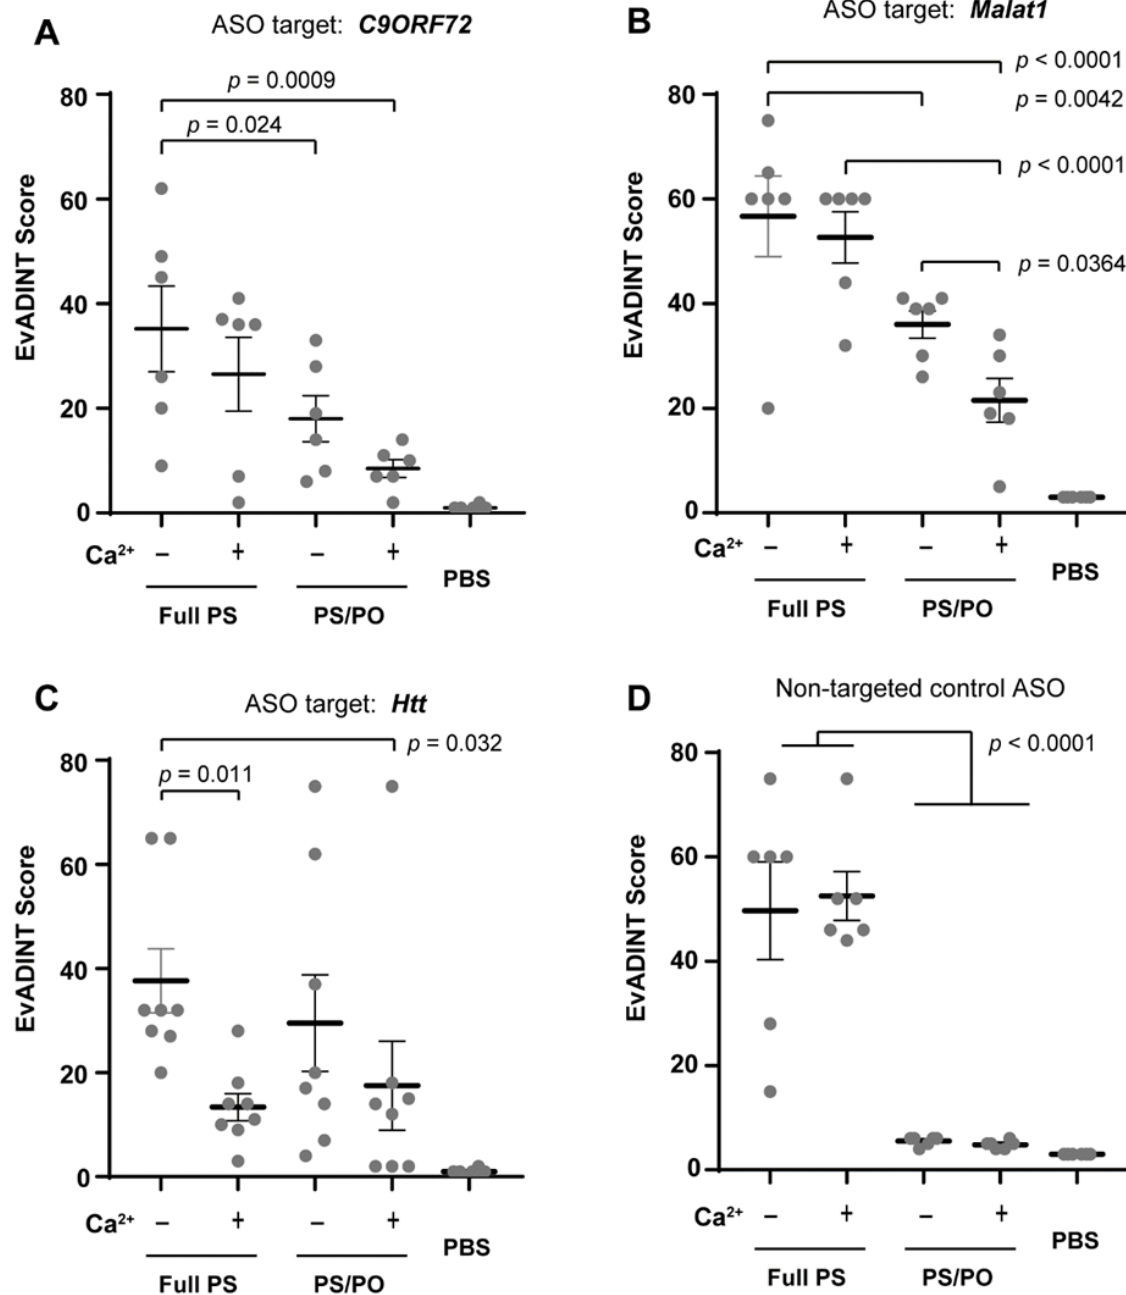 A
ASO target: C9ORF72
p = 0.0009
p = 0.024
EvADINT Score
80
60
40
20
0
Ca²⁺ – + – +
PBS
Full PS PS/PO
B
ASO target: Malat1
p < 0.0001
p = 0.0042
p < 0.0001
p = 0.0364
EvADINT Score
80
60
40
20
0
Ca²⁺ – + – +
PBS
Full PS PS/PO
C
ASO target: Htt
p = 0.032
p = 0.011
EvADINT Score
80
60
40
20
0
Ca²⁺ – + – +
PBS
Full PS PS/PO
D
Non-targeted control ASO
p < 0.0001
EvADINT Score
80
60
40
20
0
Ca²⁺ – + – +
PBS
Full PS PS/PO